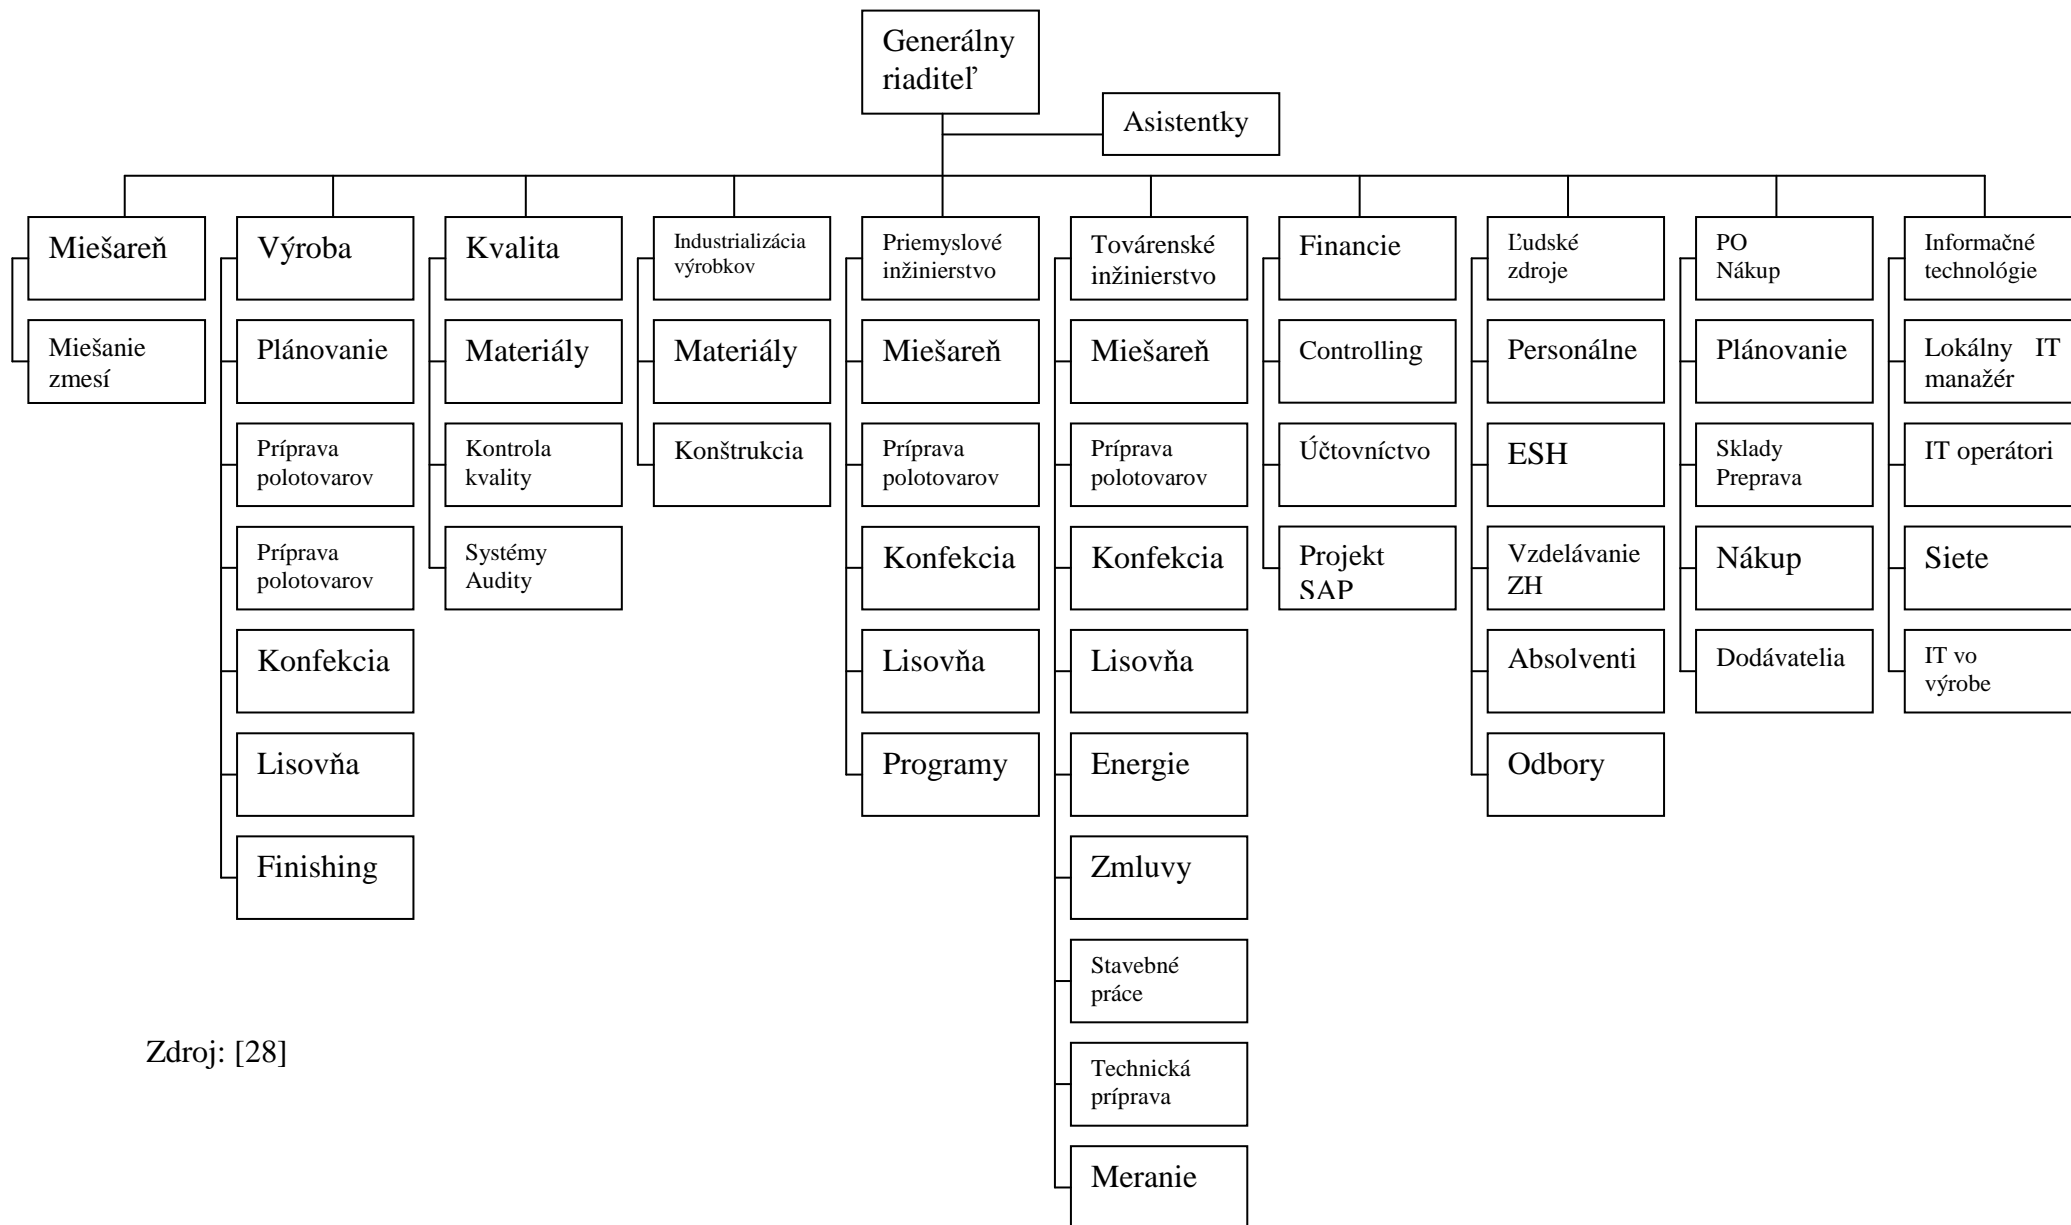 Generálny
riaditeľ
Asistentky
Miešareň
Miešanie
zmesí
Výroba
Plánovanie
Príprava
polotovarov
Príprava
polotovarov
Konfekcia
Lisovňa
Finishing
Kvalita
Materiály
Kontrola
kvality
Systémy
Audity
Industrializácia
výrobkov
Materiály
Konštrukcia
Priemyslové
inžinierstvo
Miešareň
Príprava
polotovarov
Konfekcia
Lisovňa
Programy
Továrenské
inžinierstvo
Miešareň
Príprava
polotovarov
Konfekcia
Lisovňa
Energie
Zmluvy
Stavebné
práce
Technická
príprava
Meranie
Financie
Controlling
Účtovníctvo
Projekt
SAP
Ľudské
zdroje
Personálne
ESH
Vzdelávanie
ZH
Absolventi
Odbory
PO
Nákup
Plánovanie
Sklady
Preprava
Nákup
Dodávatelia
Informačné
technológie
Lokálny IT
manažér
IT operátori
Siete
IT vo
výrobe
Zdroj: [28]